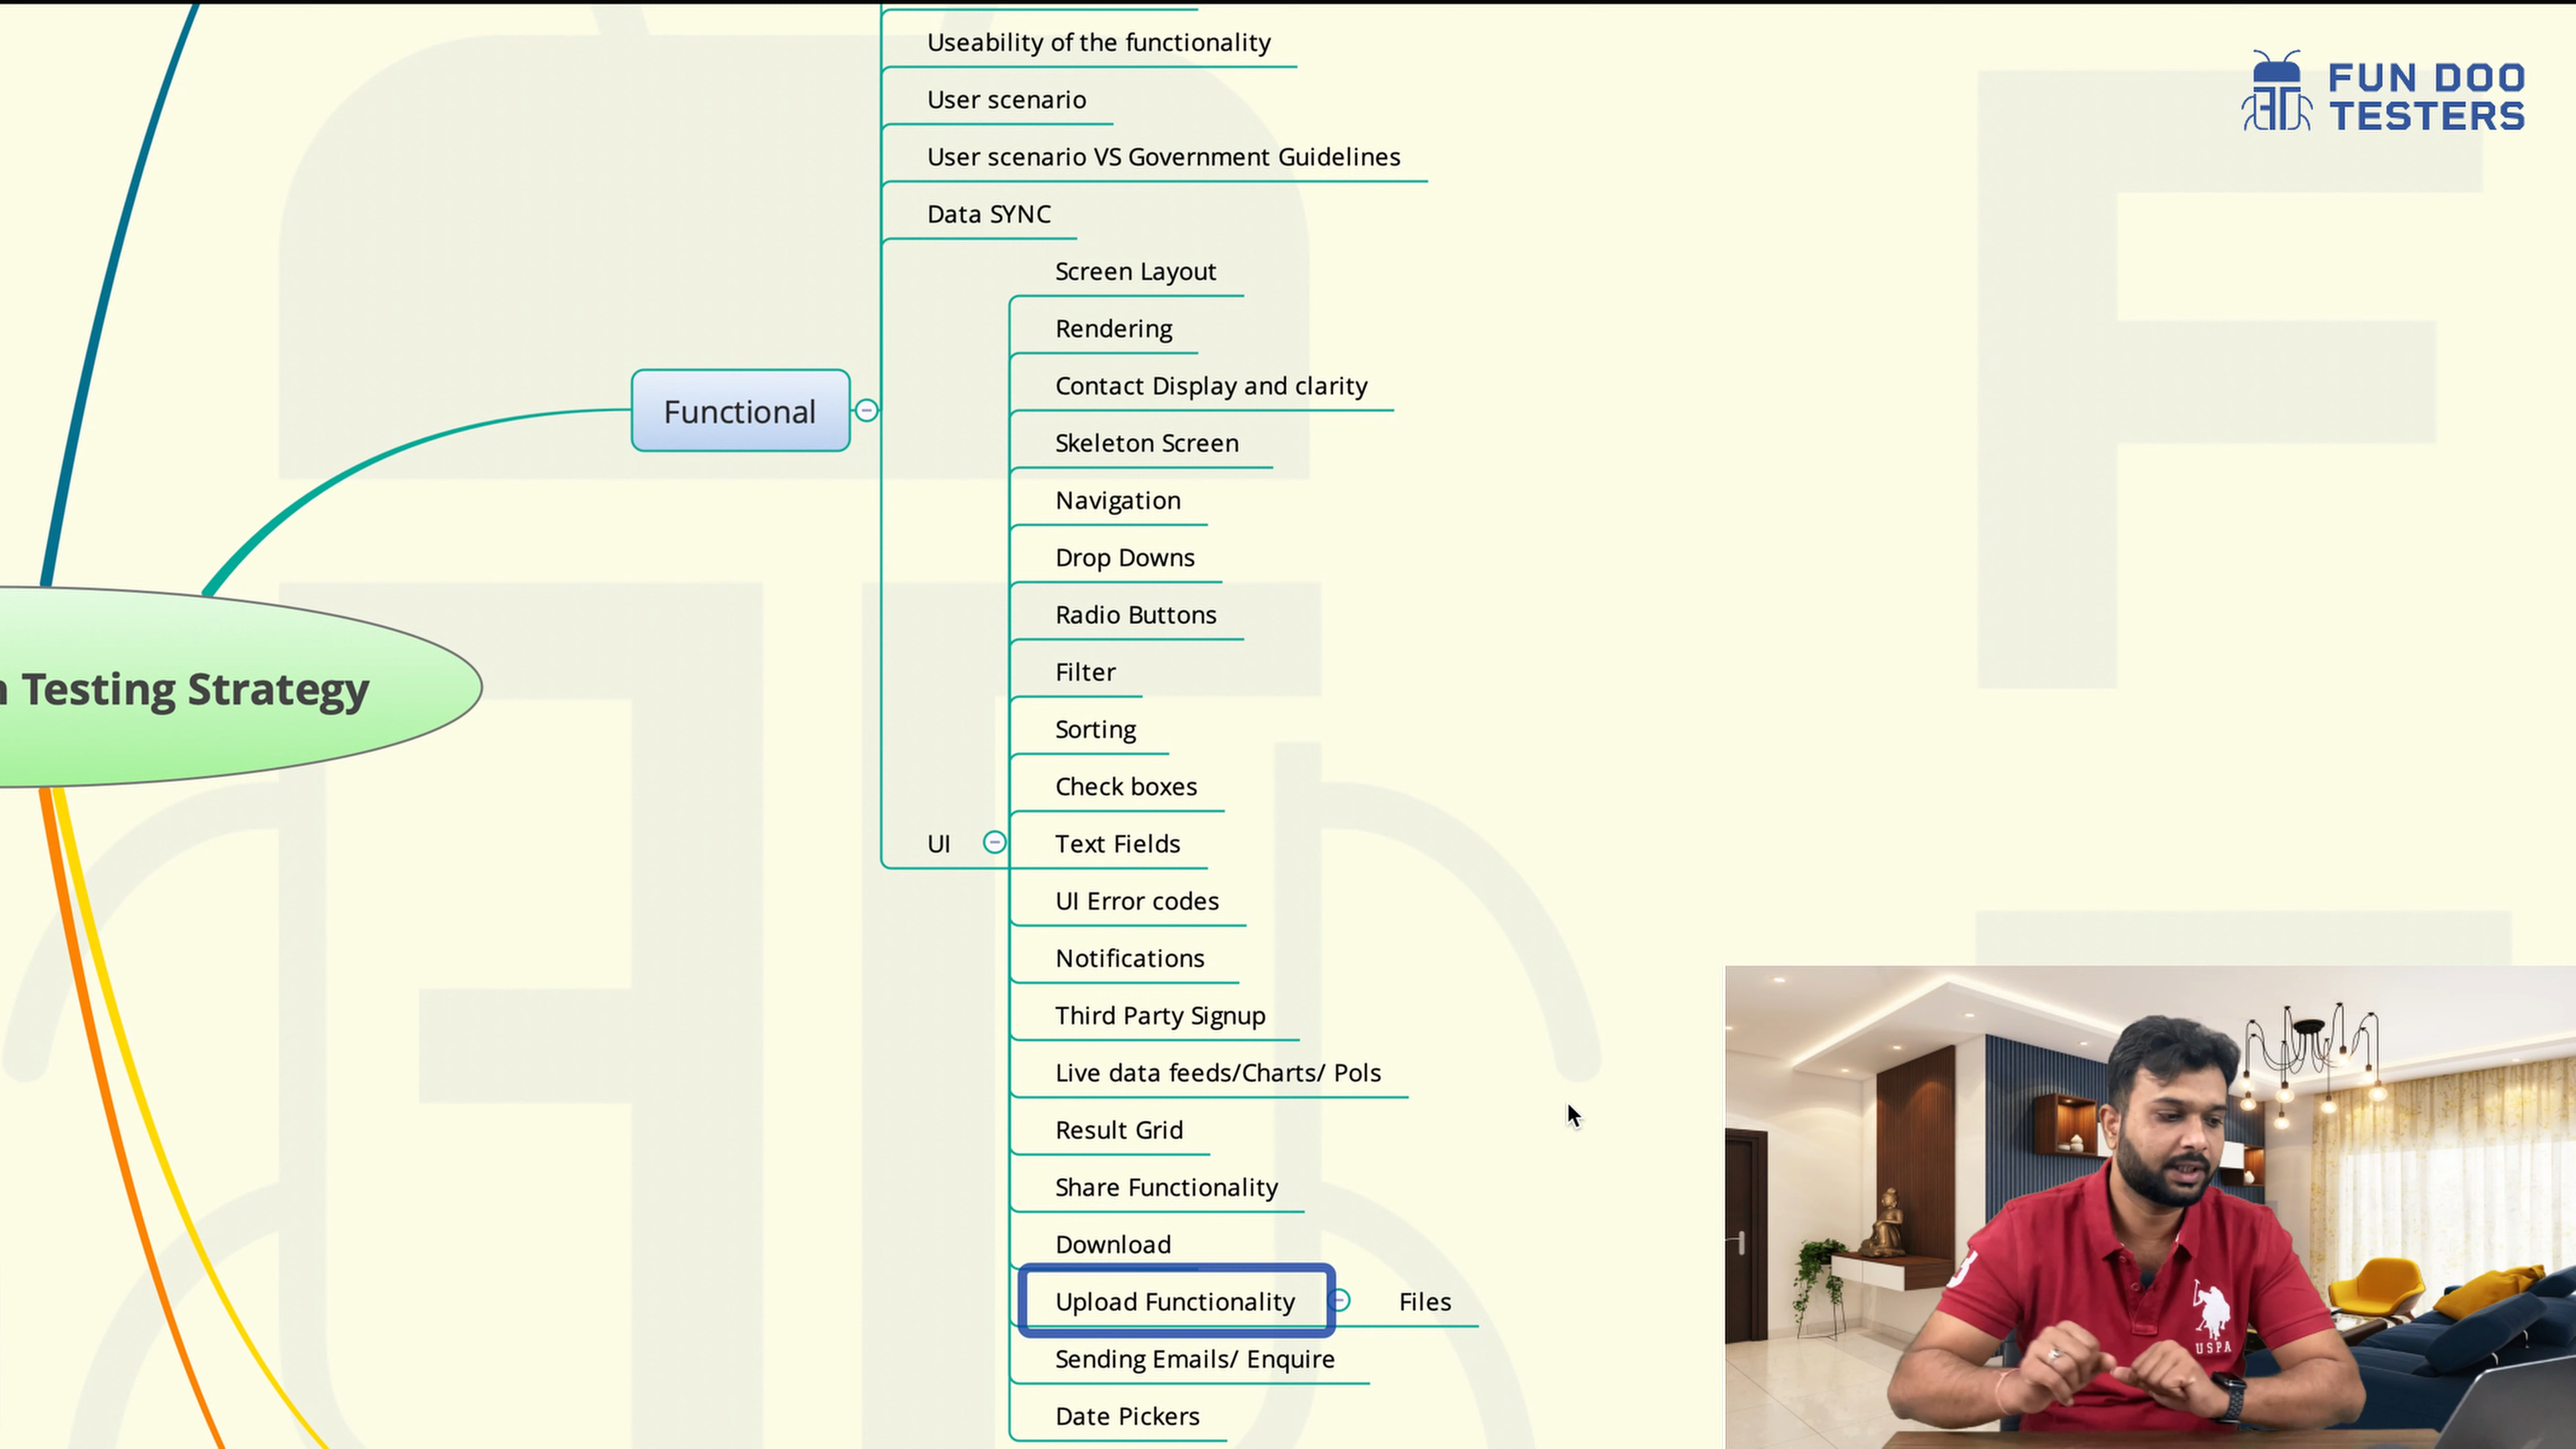 Useability of the functionality
User scenario
User scenario VS Government Guidelines
Data SYNC
Functional
UI
Screen Layout
Rendering
Contact Display and clarity
Skeleton Screen
Navigation
Drop Downs
Radio Buttons
Filter
Sorting
Check boxes
Text Fields
UI Error codes
Notifications
Third Party Signup
Live data feeds/Charts/ Pols
Result Grid
Share Functionality
Download
Upload Functionality
Files
Sending Emails/ Enquire
Date Pickers
Testing Strategy
FUN DOO
TESTERS
3
USPA